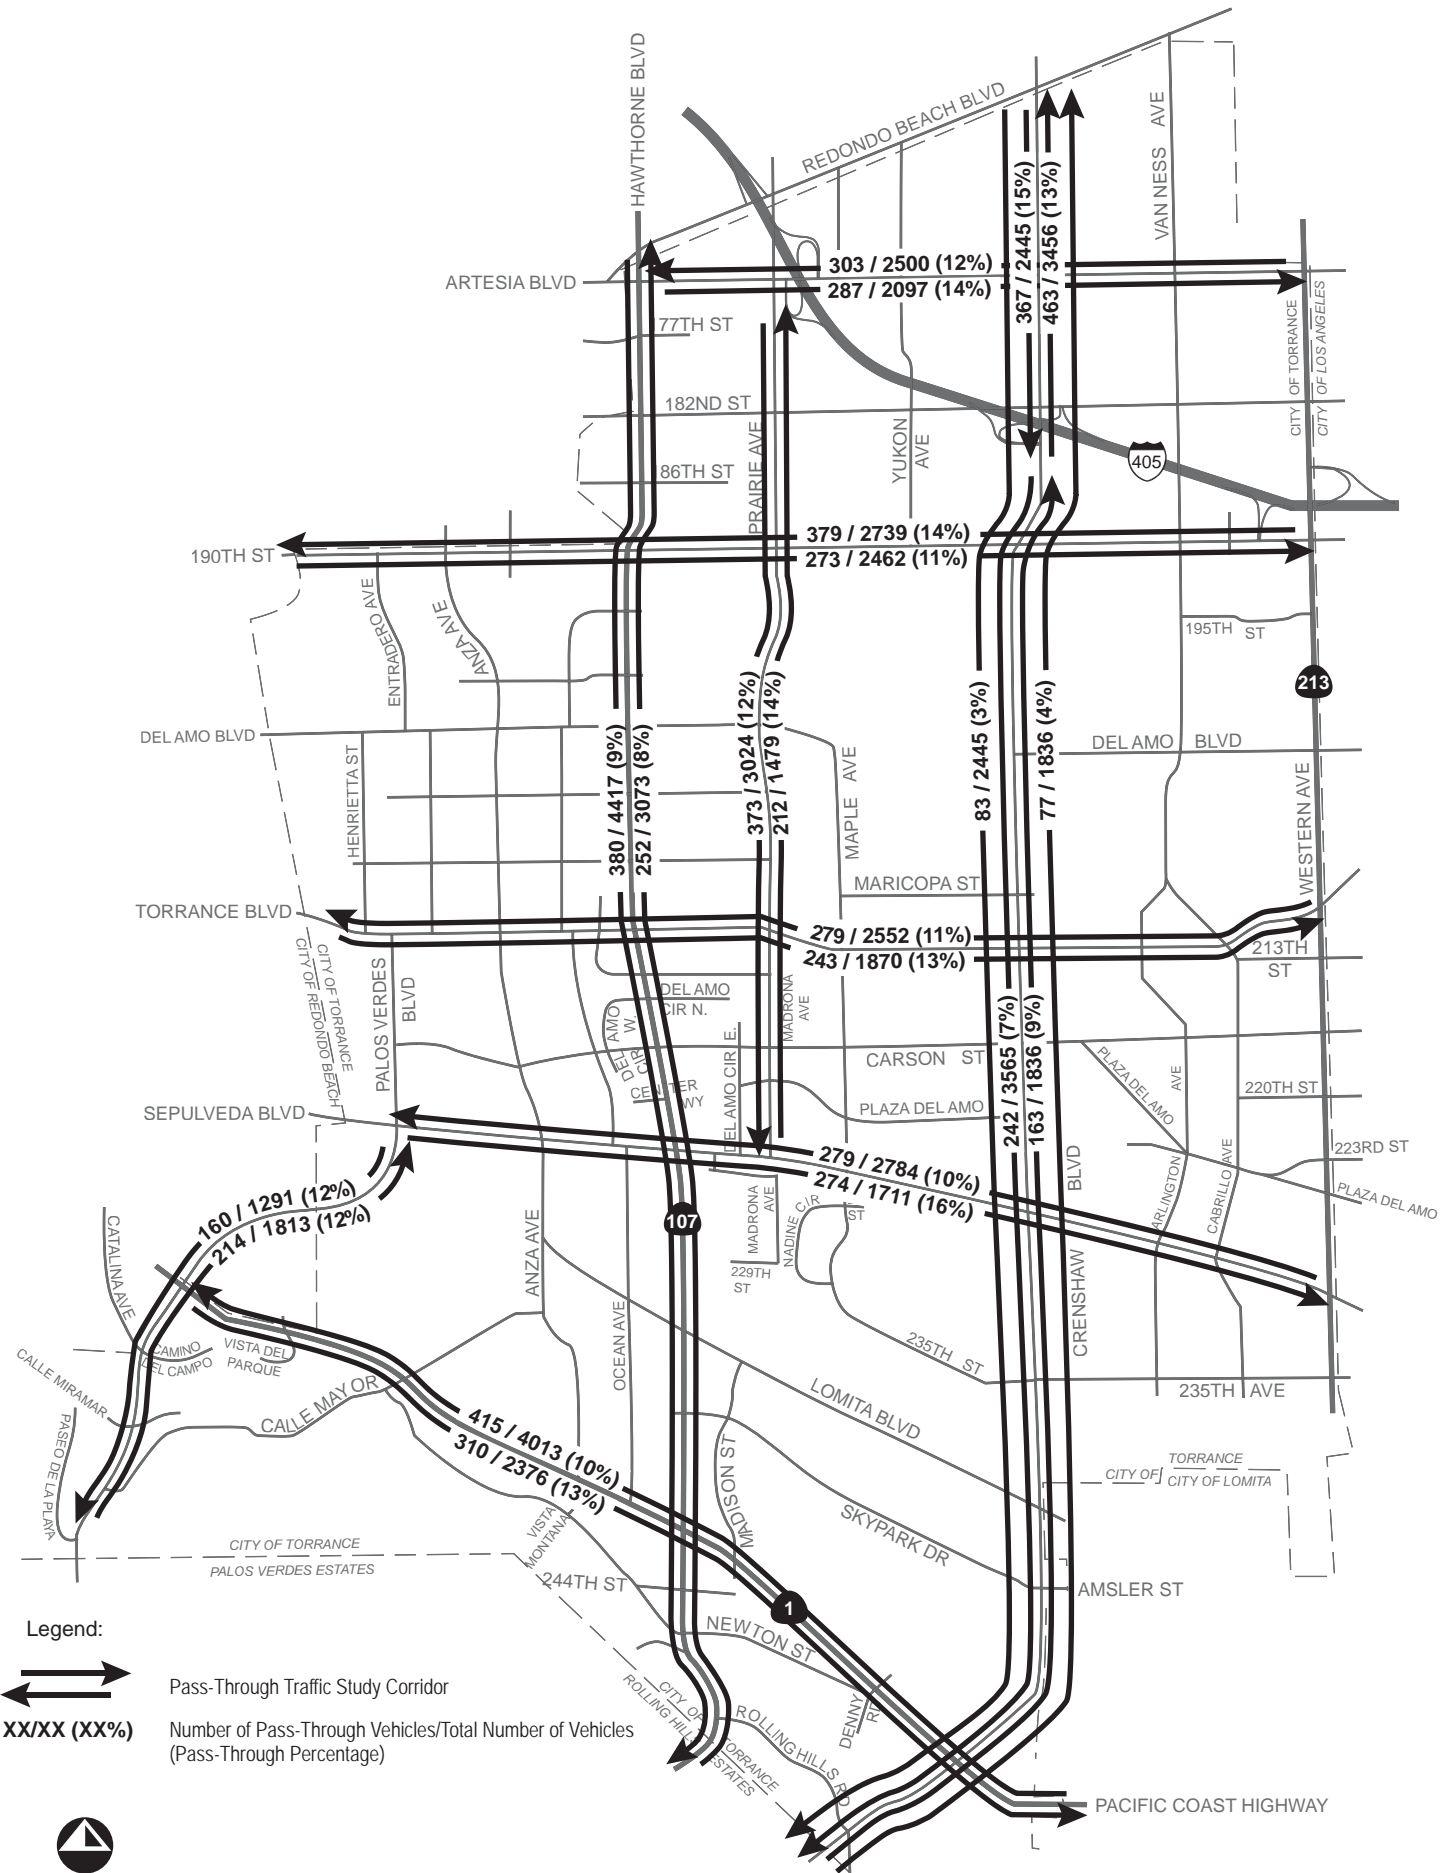 HAWTHORNE BLVD
REDONDO BEACH BLVD
VAN NESS AVE
367 / 2445 (15%)
463 / 3456 (13%)
ARTESIA BLVD
303 / 2500 (12%)
287 / 2097 (14%)
CITY OF TORRANCE
CITY OF LOS ANGELES
77TH ST
182ND ST
PRAIRIE AVE
YUKON AVE
86TH ST
405
190TH ST
379 / 2739 (14%)
273 / 2462 (11%)
ENTRADERO AVE
ANZA AVE
195TH ST
213
DEL AMO BLVD
HENRIETTA ST
380 / 4417 (9%)
252 / 3073 (8%)
373 / 3024 (12%)
212 / 1479 (14%)
MAPLE AVE
83 / 2445 (3%)
77 / 1836 (4%)
DEL AMO BLVD
WESTERN AVE
MARICOPA ST
TORRANCE BLVD
279 / 2552 (11%)
243 / 1870 (13%)
213TH
ST
CITY OF TORRANCE
CITY OF REDONDO BEACH
PALOS VERDES
BLVD
DEL AMO
CIR N.
DEL AMO
CIR W.
CENTER
WY
DEL AMO CIR E.
MADRONA
AVE
CARSON ST
242 / 3565 (7%)
163 / 1836 (9%)
PLAZA DEL AMO
AVE
220TH ST
SEPULVEDA BLVD
PLAZA DEL AMO
279 / 2784 (10%)
274 / 1711 (16%)
223RD ST
PLAZA DEL AMO
160 / 1291 (12%)
214 / 1813 (12%)
CATALINA AVE
ANZA AVE
107
MADRONA
AVE
NADINE CIR
ST
229TH
ST
BLVD
CRENSHAW
ARLINGTON
CABRILLO AVE
CAMINO
DEL CAMPO
VISTA DEL
PARQUE
OCEAN AVE
235TH ST
235TH AVE
CALLE MIRAMAR
CALLE MAYOR
LOMITA BLVD
PASEO DE LA PLAYA
415 / 4013 (10%)
310 / 2376 (13%)
MADISON ST
SKYPARK DR
TORRANCE
CITY OF
CITY OF LOMITA
VISTA
MONTANA
CITY OF TORRANCE
PALOS VERDES ESTATES
244TH ST
AMSLER ST
1
NEWTON ST
CITY OF TORRANCE
ROLLING HILLS ESTATES
ROLLING HILLS RD
DENNY
RD
PACIFIC COAST HIGHWAY
Legend:
Pass-Through Traffic Study Corridor
XX/XX (XX%)
Number of Pass-Through Vehicles/Total Number of Vehicles
(Pass-Through Percentage)